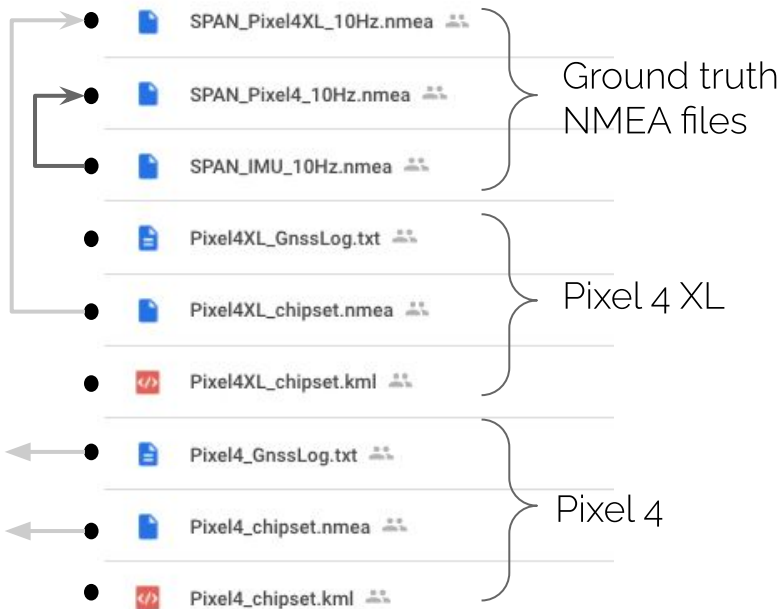 SPAN_Pixel4XL_10Hz.nmea
SPAN_Pixel4_10Hz.nmea
SPAN_IMU_10Hz.nmea
Ground truth
NMEA files
Pixel4XL_GnssLog.txt
Pixel4XL_chipset.nmea
Pixel4XL_chipset.kml
Pixel 4 XL
Pixel4_GnssLog.txt
Pixel4_chipset.nmea
Pixel4_chipset.kml
Pixel 4